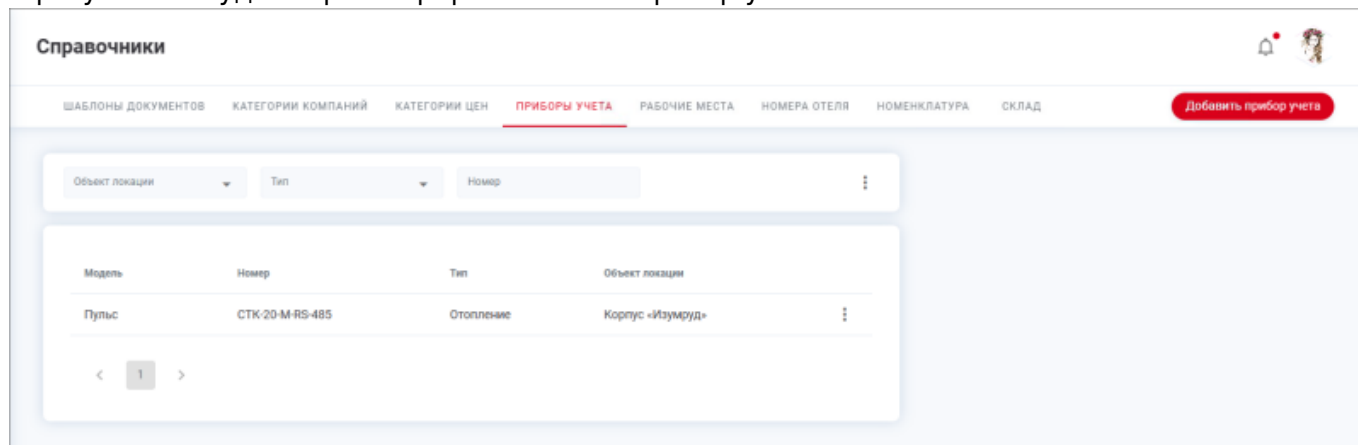 Справочники
ШАБЛОНЫ ДОКУМЕНТОВ КАТЕГОРИИ КОМПАНИЙ КАТЕГОРИИ ЦЕН ПРИБОРЫ УЧЕТА РАБОЧИЕ МЕСТА НОМЕРА ОТЕЛЯ НОМЕНКЛАТУРА СКЛАД Добавить прибор учета
Объект локации Тип Номер
Модель Номер Тип Объект локации
Пульс СТК-20-M-RS-485 Отопление Корпус «Изумруд»
< 1 >